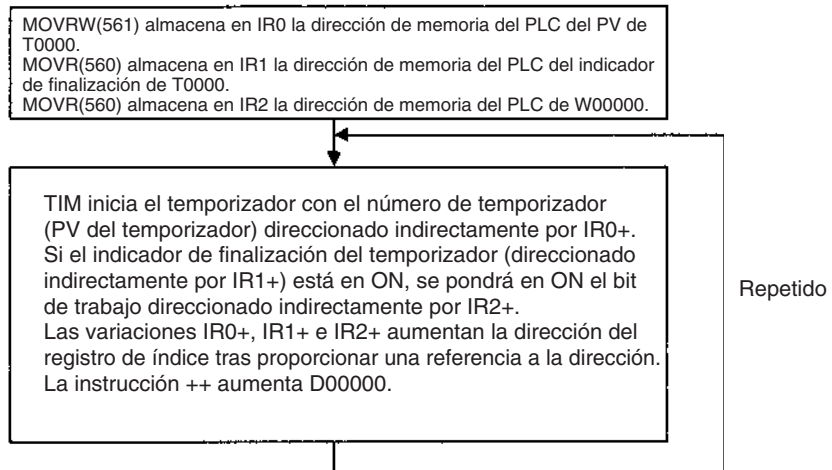 MOVRW(561) almacena en IR0 la dirección de memoria del PLC del PV de
T0000.
MOVR(560) almacena en IR1 la dirección de memoria del PLC del indicador
de finalización de T0000.
MOVR(560) almacena en IR2 la dirección de memoria del PLC de W00000.
TIM inicia el temporizador con el número de temporizador
(PV del temporizador) direccionado indirectamente por IR0+.
Si el indicador de finalización del temporizador (direccionado
indirectamente por IR1+) está en ON, se pondrá en ON el bit
de trabajo direccionado indirectamente por IR2+.
Las variaciones IR0+, IR1+ e IR2+ aumentan la dirección del
registro de índice tras proporcionar una referencia a la dirección.
La instrucción ++ aumenta D00000.
Repetido